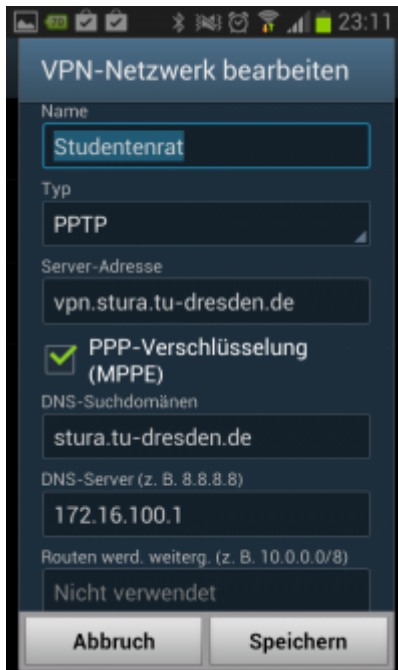 23:11
VPN-Netzwerk bearbeiten
Name
Studentenrat
Typ
PPTP
Server-Adresse
vpn.stura.tu-dresden.de
PPP-Verschlüsselung
(MPPE)
DNS-Suchdomänen
stura.tu-dresden.de
DNS-Server (z. B. 8.8.8.8)
172.16.100.1
Routen werd. weiterg. (z. B. 10.0.0.0/8)
Nicht verwendet
Abbruch
Speichern